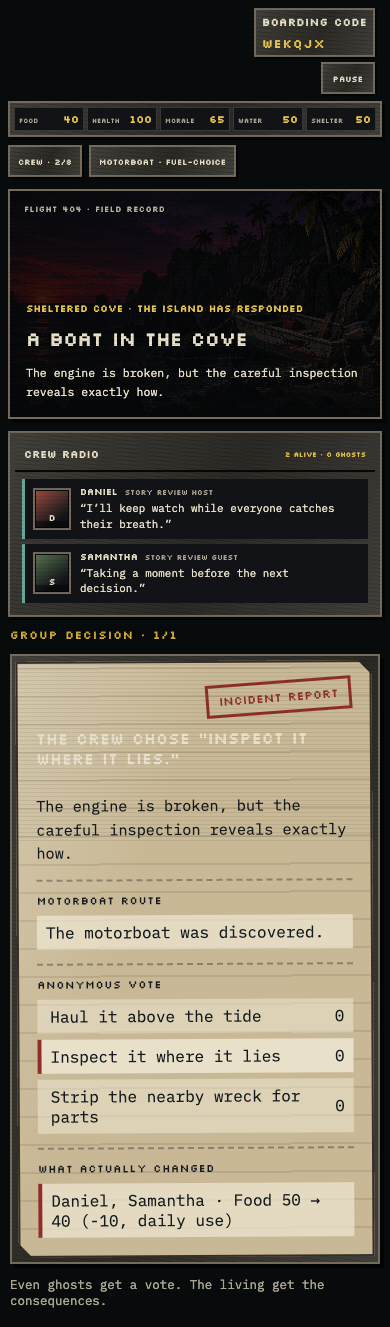 BOARDING CODE
WEKQJX
PAUSE
FOOD 40 HEALTH 100 MORALE 65 WATER 50 SHELTER 50
CREW · 2/8 MOTORBOAT · FUEL-CHOICE
FLIGHT 404 · FIELD RECORD
SHELTERED COVE · THE ISLAND HAS RESPONDED
A BOAT IN THE COVE
The engine is broken, but the careful inspection
reveals exactly how.
CREW RADIO 2 ALIVE · 0 GHOSTS
D
DANIEL STORY REVIEW HOST
“I’ll keep watch while everyone catches
their breath.”
S
SAMANTHA STORY REVIEW GUEST
“Taking a moment before the next
decision.”
GROUP DECISION · 1/1
INCIDENT REPORT
THE CREW CHOSE "INSPECT IT
WHERE IT LIES."
The engine is broken, but the
careful inspection reveals exactly
how.
MOTORBOAT ROUTE
The motorboat was discovered.
ANONYMOUS VOTE
Haul it above the tide 0
Inspect it where it lies 0
Strip the nearby wreck for
parts 0
WHAT ACTUALLY CHANGED
Daniel, Samantha · Food 50 →
40 (-10, daily use)
Even ghosts get a vote. The living get the
consequences.